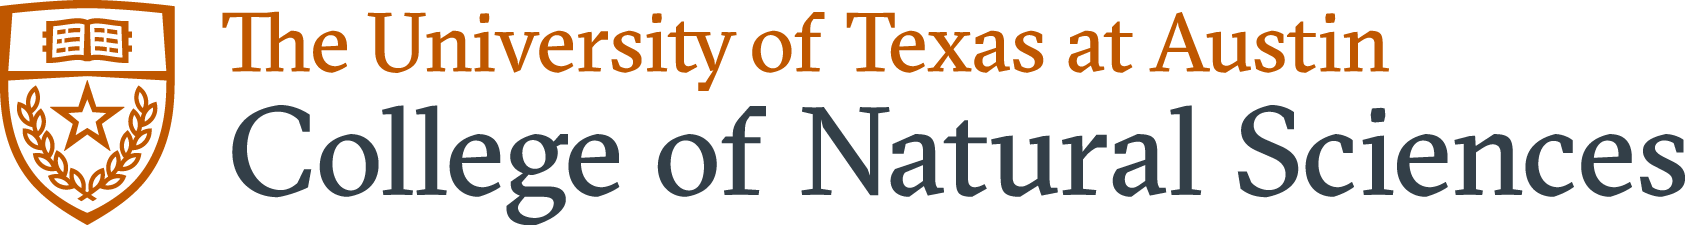 The University of Texas at Austin
College of Natural Sciences